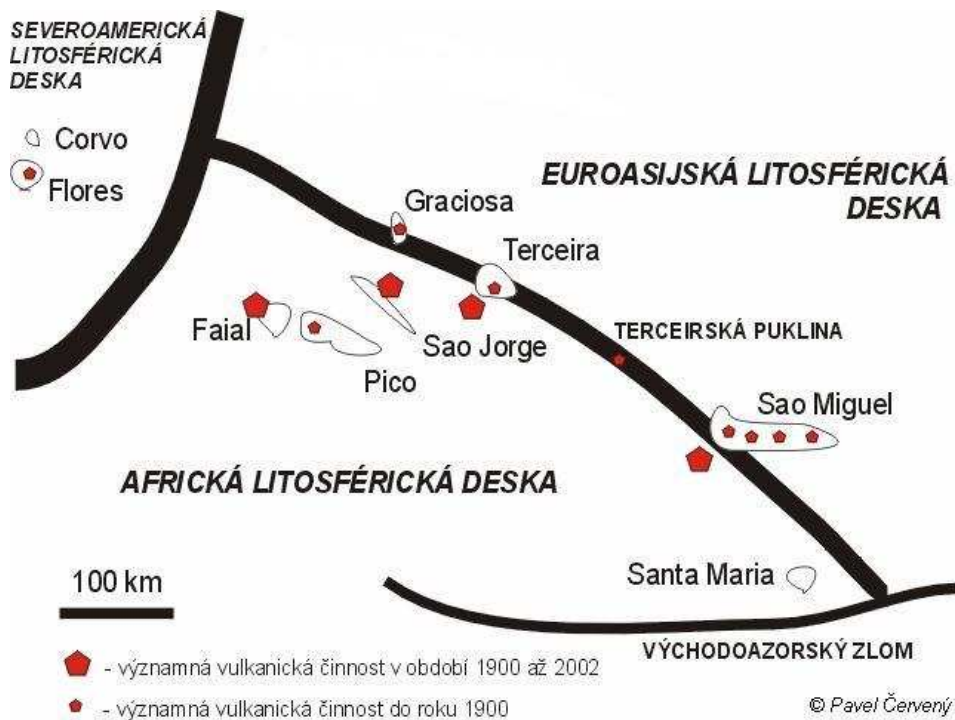 SEVEROAMERICKÁ
LITOSFÉRICKÁ
DESKA
Corvo
Flores
EUROASIJSKÁ LITOSFÉRICKÁ
DESKA
Graciosa
Terceira
Faial
Sao Jorge
TERCEIRSKÁ PUKLINA
Pico
Sao Miguel
AFRICKÁ LITOSFÉRICKÁ DESKA
100 km
Santa Maria
VÝCHODOAZORSKÝ ZLOM
- významná vulkanická činnost v období 1900 až 2002
- významná vulkanická činnost do roku 1900
© Pavel Červený